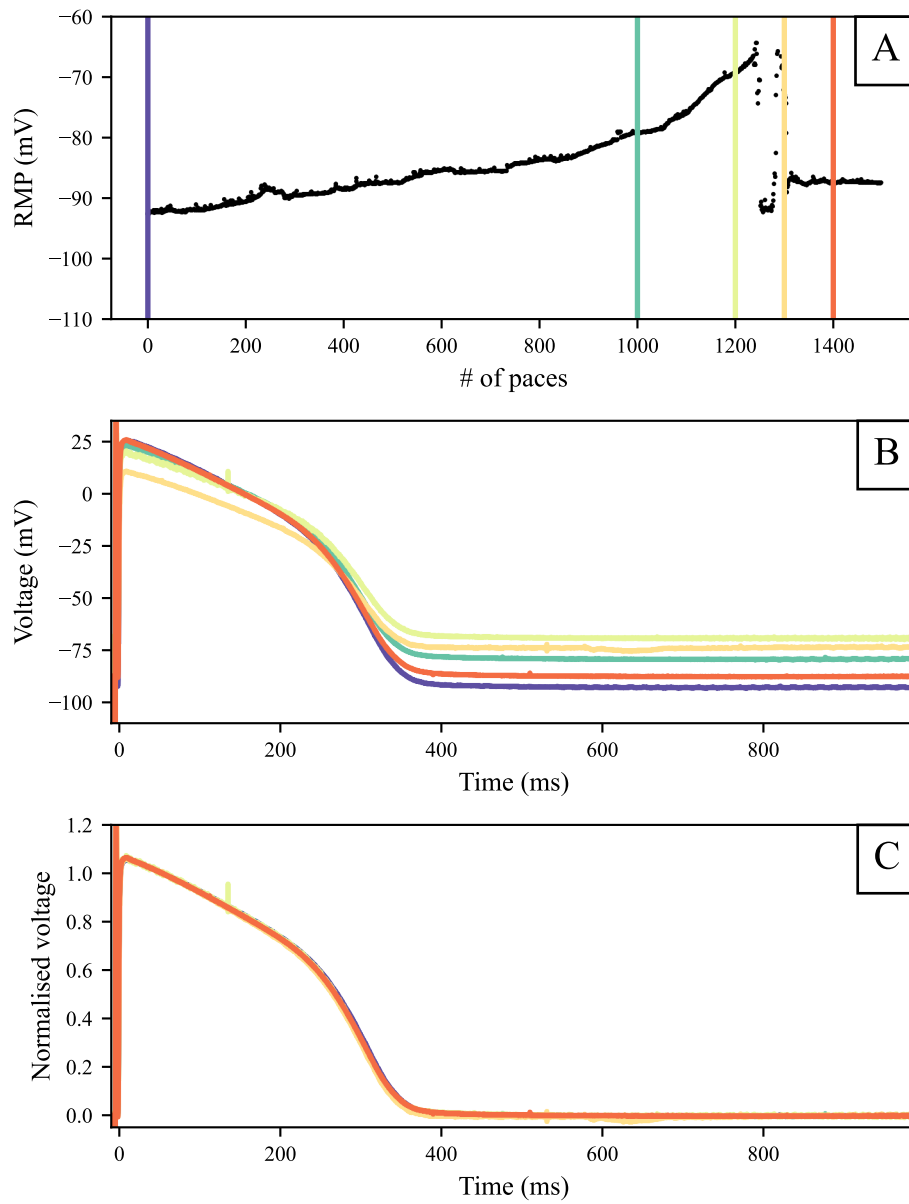 A
−60
−70
−80
−90
−100
−110
RMP (mV)
0 200 400 600 800 1000 1200 1400
# of paces
B
25
0
−25
−50
−75
−100
Voltage (mV)
0 200 400 600 800
Time (ms)
C
1.2
1.0
0.8
0.6
0.4
0.2
0.0
Normalised voltage
0 200 400 600 800
Time (ms)